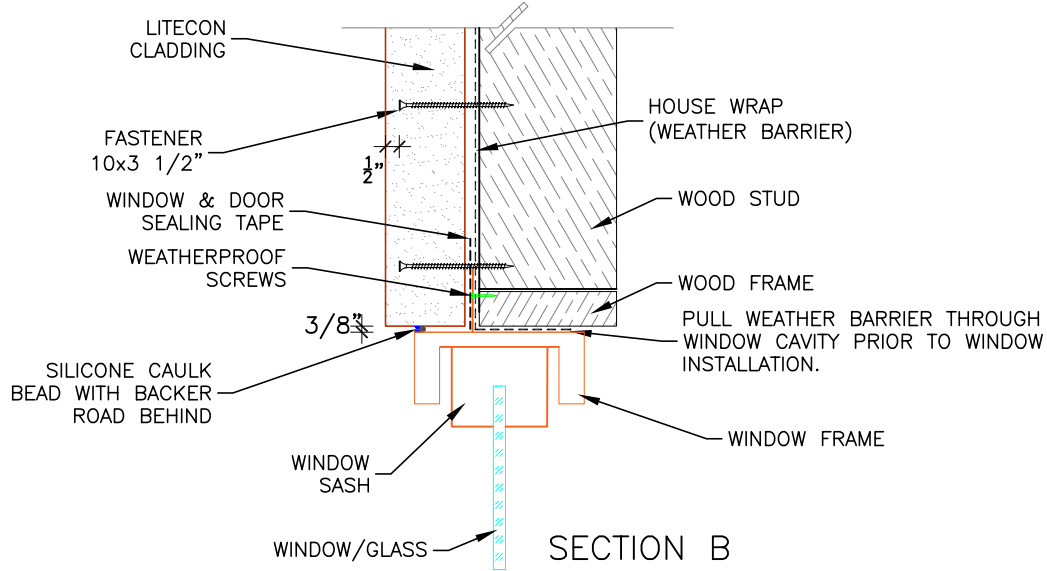 LITECON
CLADDING
FASTENER
10x3 1/2"
1/2"
WINDOW & DOOR
SEALING TAPE
WEATHERPROOF
SCREWS
3/8"
SILICONE CAULK
BEAD WITH BACKER
ROAD BEHIND
WINDOW
SASH
WINDOW/GLASS
HOUSE WRAP
(WEATHER BARRIER)
WOOD STUD
WOOD FRAME
PULL WEATHER BARRIER THROUGH
WINDOW CAVITY PRIOR TO WINDOW
INSTALLATION.
WINDOW FRAME
SECTION B